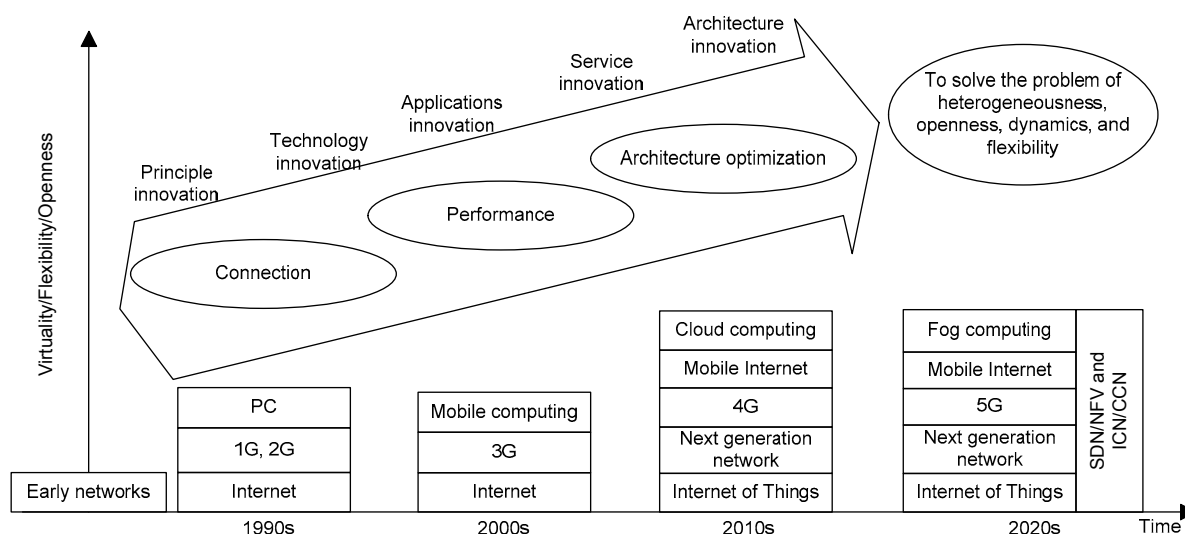 Architecture
innovation
Service
innovation
Applications
innovation
Technology
innovation
Principle
innovation
To solve the problem of
heterogeneousness,
openness, dynamics, and
flexibility
Architecture optimization
Performance
Connection
Virtuality/Flexibility/Openness
Early networks
PC
1G, 2G
Internet
1990s
Mobile computing
3G
Internet
2000s
Cloud computing
Mobile Internet
4G
Next generation
network
Internet of Things
2010s
Fog computing
Mobile Internet
5G
Next generation
network
Internet of Things
SDN/NFV and
ICN/CCN
2020s
Time